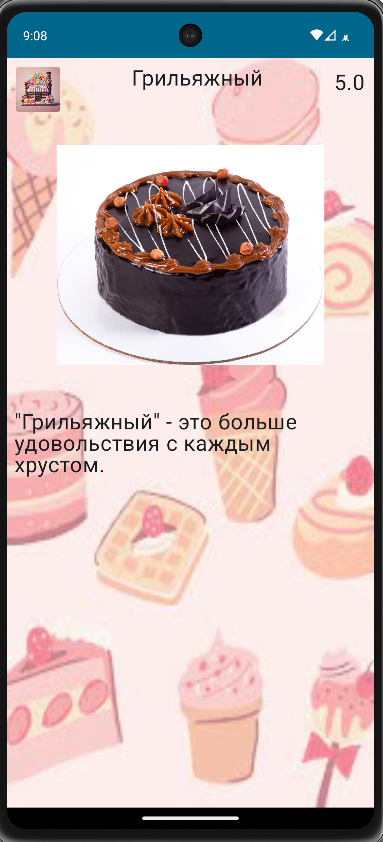 9:08
Грильяжный
5.0
"Грильяжный" - это больше
удовольствия с каждым
хрустом.